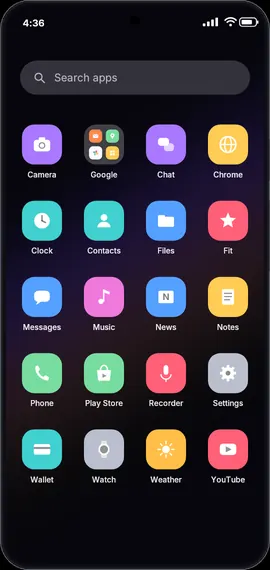 4:36
Search apps
Camera Google Chat Chrome
Clock Contacts Files Fit
N
Messages Music News Notes
Phone Play Store Recorder Settings
Wallet Watch Weather YouTube